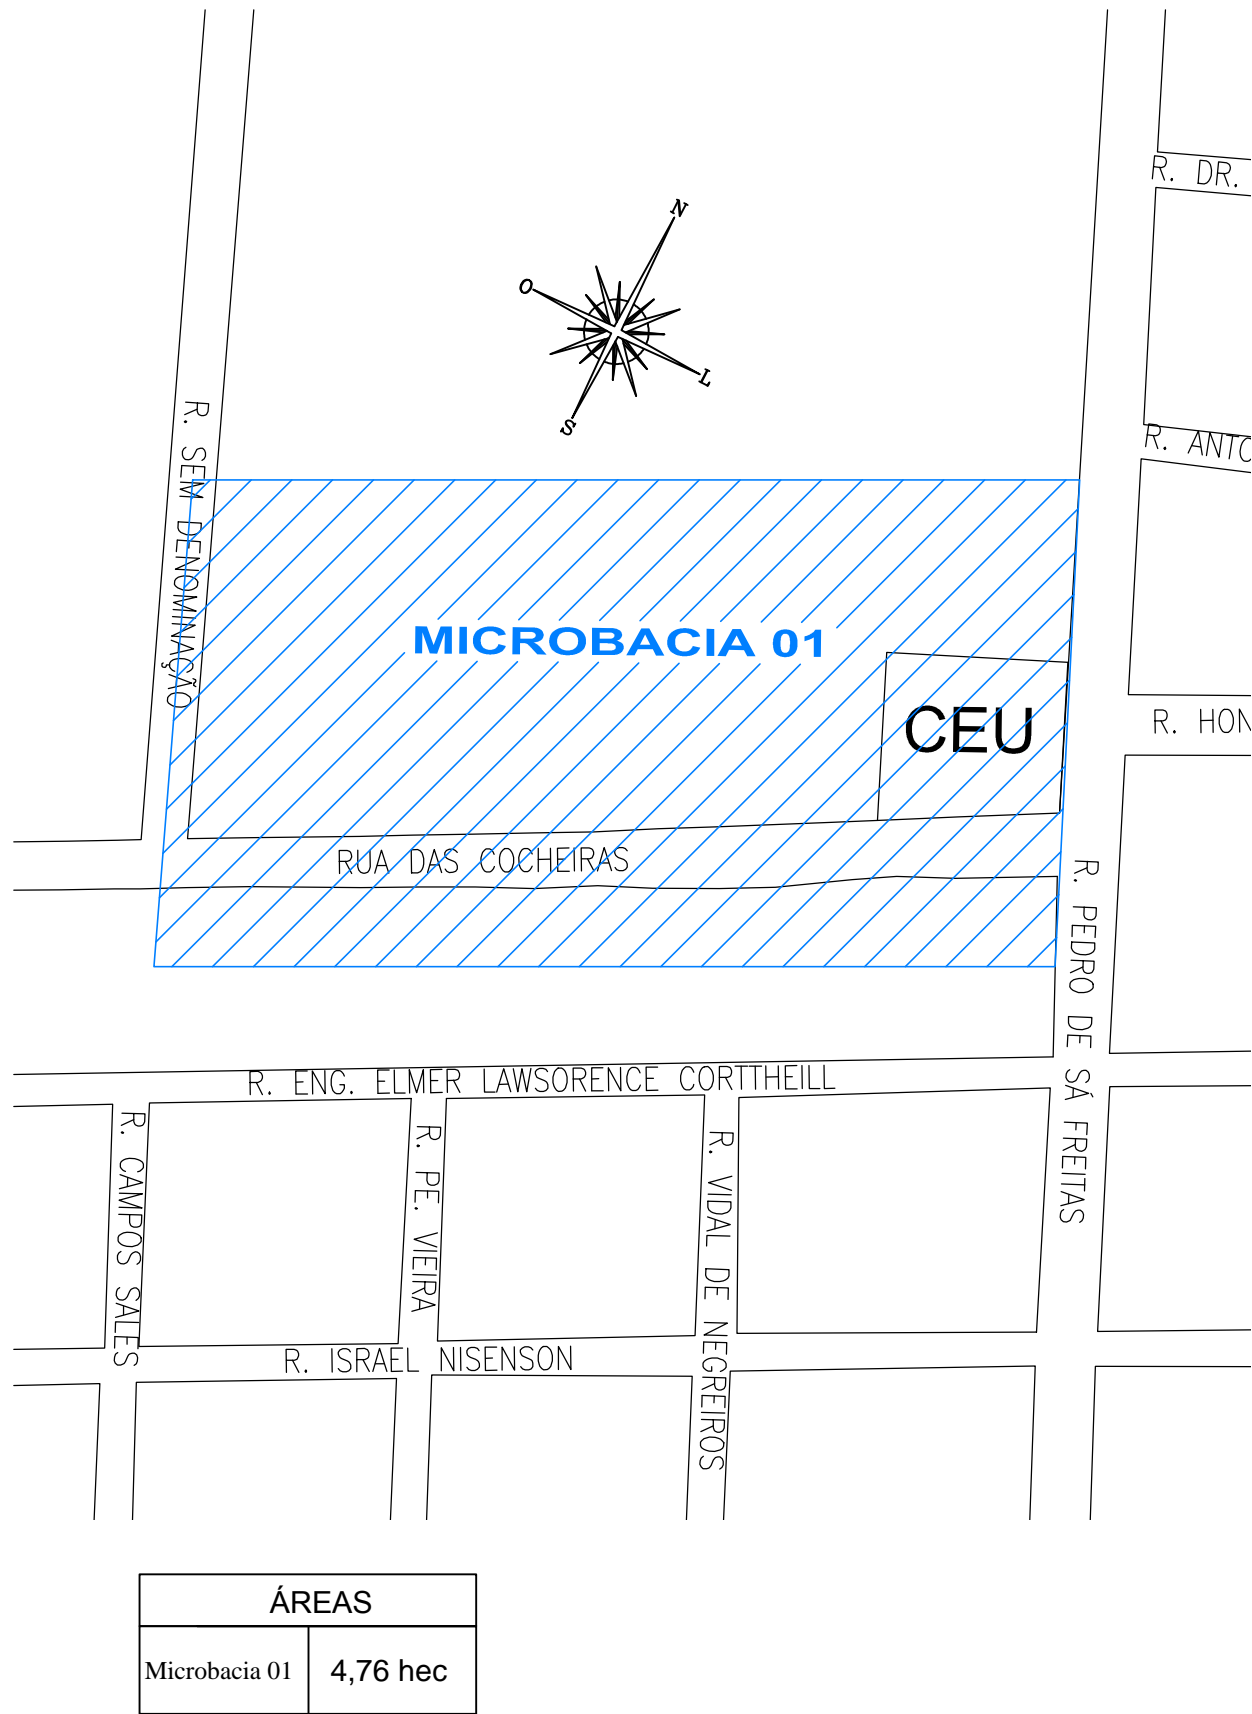 R. DR.
N
O
L
S
R. SEM DENOMINAÇÃO
R. ANTO
MICROBACIA 01
CEU
R. HON
RUA DAS COCHEIRAS
R. PEDRO DE SÁ FREITAS
R. ENG. ELMER LAWSORENCE CORTTHEILL
R. CAMPOS SALES
R. PE. VIEIRA
R. VIDAL DE NEGREIROS
R. ISRAEL NISENSON
ÁREAS
Microbacia 01 4,76 hec